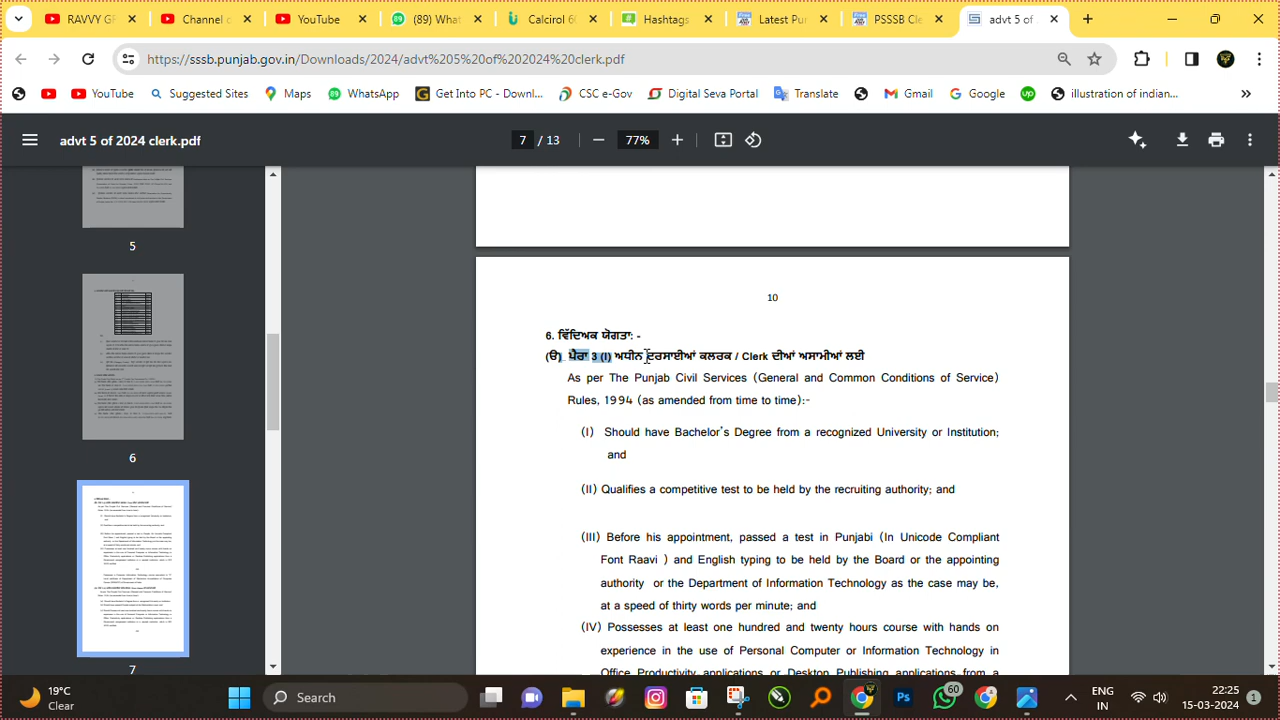 RAVVY GF
Channel d
YouTube
(89) What
Calcirol 60
Hashtags
Latest Pun
PSSSB Cle
advt 5 of
https://sssb.punjab.gov.in/Downloads/2024/advt%205%20of%202024%20clerk.pdf
YouTube
Suggested Sites
Maps
89 WhatsApp
Get Into PC - Downl...
CSC e-Gov
Digital Seva Portal
Translate
Gmail
Google
up
illustration of indian...
advt 5 of 2024 clerk.pdf
7 / 13
77%
5
6
7
10
6. ਵਿੱਦਿਅਕ ਯੋਗਤਾ: -
(ੳ) ਪੈਰਾ 3 (I) ਅਧੀਨ ਦਰਸਾਈਆਂ ਕਲਰਕ / Clerk ਦੀਆਂ ਅਸਾਮੀਆਂ ਲਈ
As per The Punjab Civil Services (General and Common Conditions of Service)
Rules, 1994 (as amended from time to time):-
(I) Should have Bachelor's Degree from a recognized University or Institution;
and
(II) Qualifies a competitive test to be held by the recruiting authority; and
(III) Before his appointment, passed a test in Punjabi (In Unicode Compliant
Font Raavi ) and English typing to be held by the Board or the appointing
authority or the Department of Information Technology as the case may be,
at a speed of thirty words per minute; and
(IV) Possesses at least one hundred and twenty hours course with hands on
experience in the use of Personal Computer or Information Technology in
Office Productivity applications or Desktop Publishing applications from a
19°C
Clear
Search
Ps
60
ENG
IN
22:25
15-03-2024
1